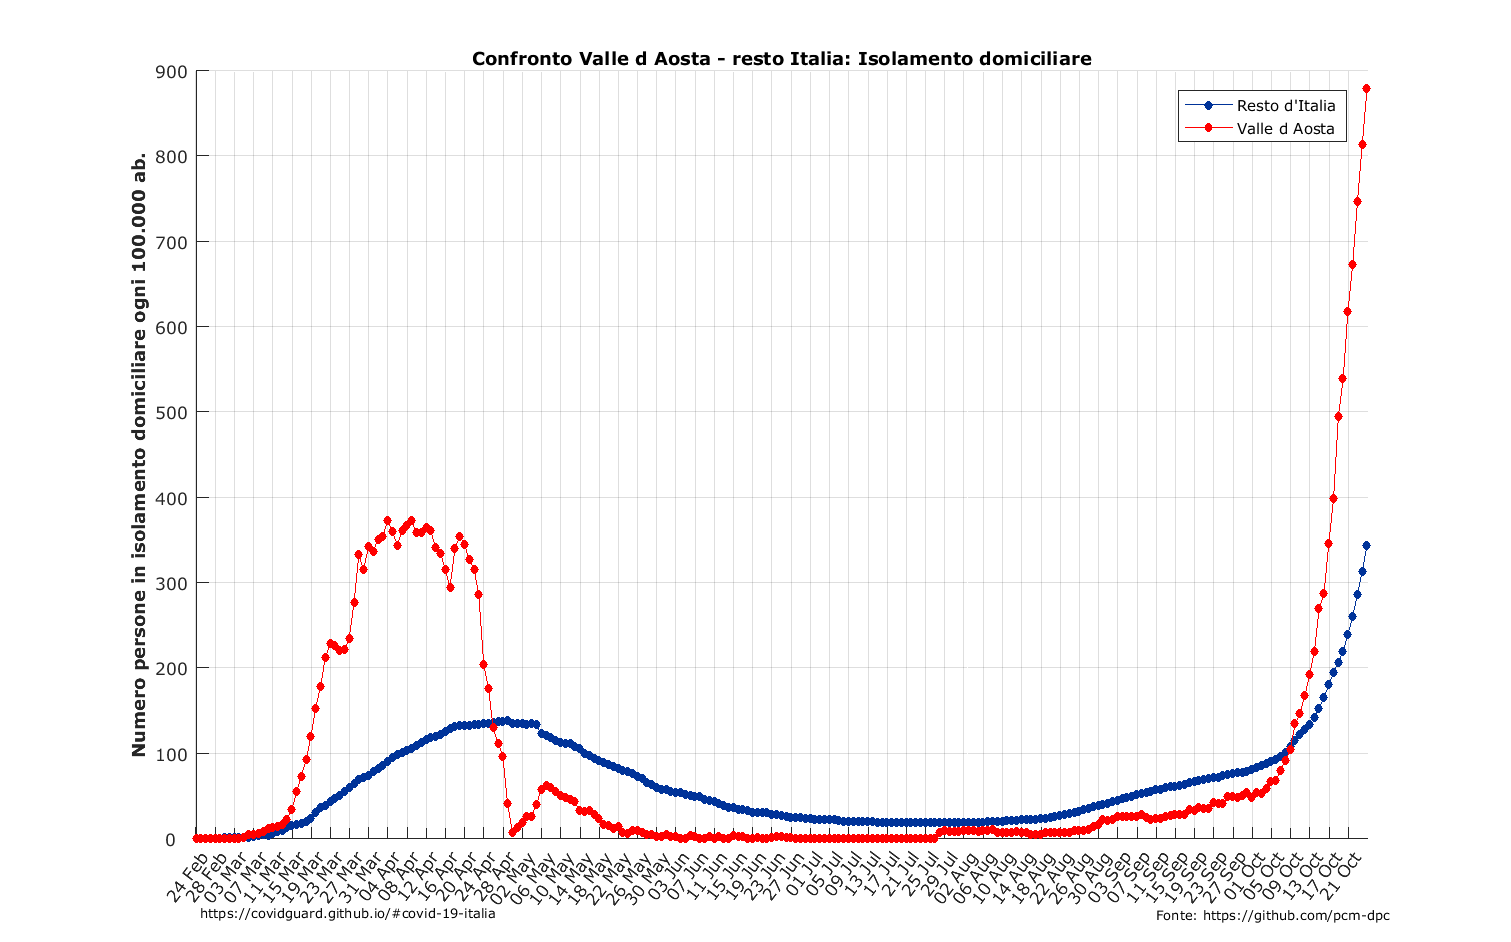 Confronto Valle d Aosta - resto Italia: Isolamento domiciliare
Numero persone in isolamento domiciliare ogni 100.000 ab.
900
800
700
600
500
400
300
200
100
0
Resto d'Italia
Valle d Aosta
24 Feb
28 Feb
03 Mar
07 Mar
11 Mar
15 Mar
19 Mar
23 Mar
27 Mar
31 Mar
04 Apr
08 Apr
12 Apr
16 Apr
20 Apr
24 Apr
28 Apr
02 May
06 May
10 May
14 May
18 May
22 May
26 May
30 May
03 Jun
07 Jun
11 Jun
15 Jun
19 Jun
23 Jun
27 Jun
01 Jul
05 Jul
09 Jul
13 Jul
17 Jul
21 Jul
25 Jul
29 Jul
02 Aug
06 Aug
10 Aug
14 Aug
18 Aug
22 Aug
26 Aug
30 Aug
03 Sep
07 Sep
11 Sep
15 Sep
19 Sep
23 Sep
27 Sep
01 Oct
05 Oct
09 Oct
13 Oct
17 Oct
21 Oct
https://covidguard.github.io/#covid-19-italia
Fonte: https://github.com/pcm-dpc